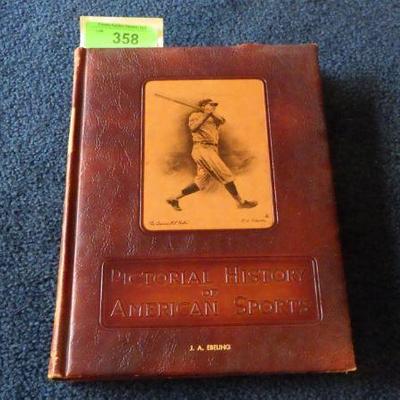 358
PICTORIAL HISTORY
OF
AMERICAN SPORTS
J. A. EBELING